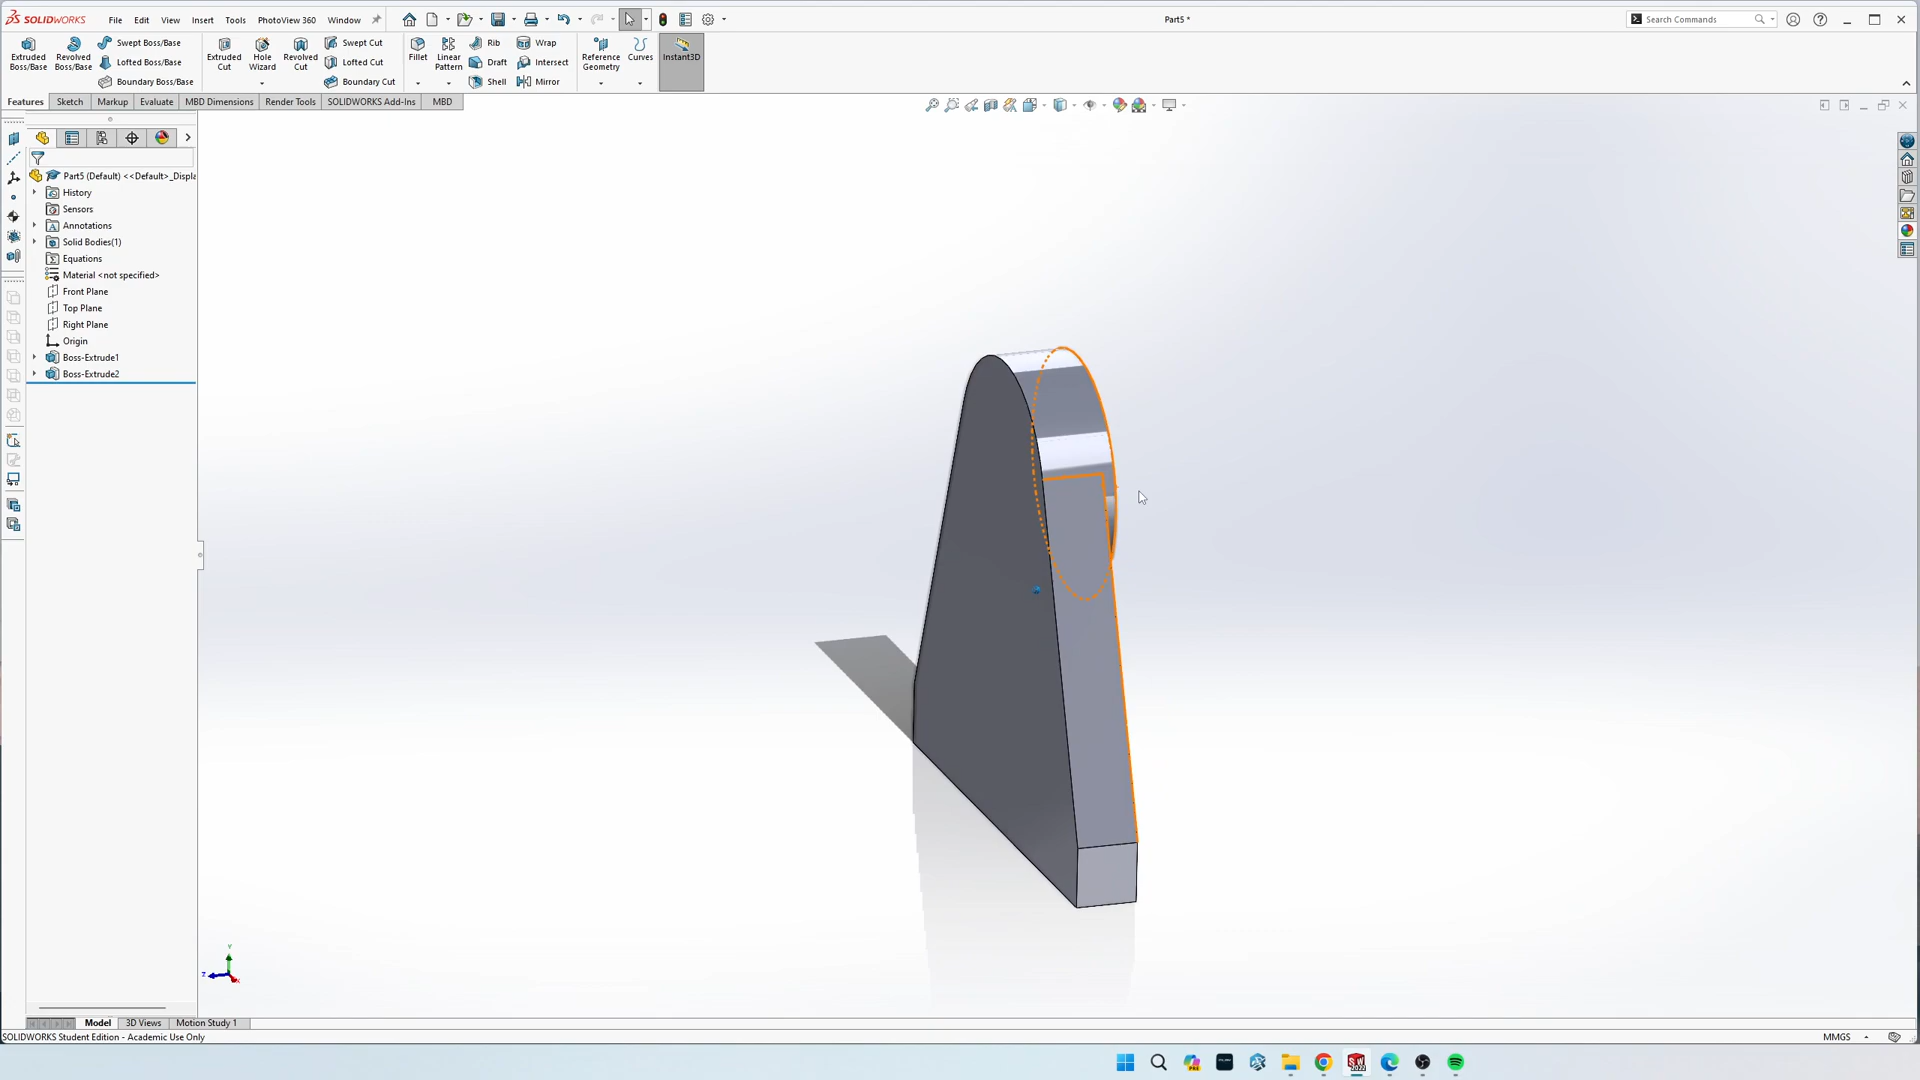 SOLIDWORKS File Edit View Insert Tools PhotoView 360 Window Part5 * Search Commands
Extruded Boss/Base
Revolved Boss/Base
Swept Boss/Base
Lofted Boss/Base
Boundary Boss/Base
Extruded Cut
Hole Wizard
Revolved Cut
Swept Cut
Lofted Cut
Boundary Cut
Fillet
Linear Pattern
Rib
Draft
Shell
Wrap
Intersect
Mirror
Reference Geometry
Curves
Instant3D
Features Sketch Markup Evaluate MBD Dimensions Render Tools SOLIDWORKS Add-Ins MBD
Part5 (Default) <<Default>_Displa
History
Sensors
Annotations
Solid Bodies(1)
Equations
Material <not specified>
Front Plane
Top Plane
Right Plane
Origin
Boss-Extrude1
Boss-Extrude2
Y
Z
X
Model 3D Views Motion Study 1
SOLIDWORKS Student Edition - Academic Use Only MMGS